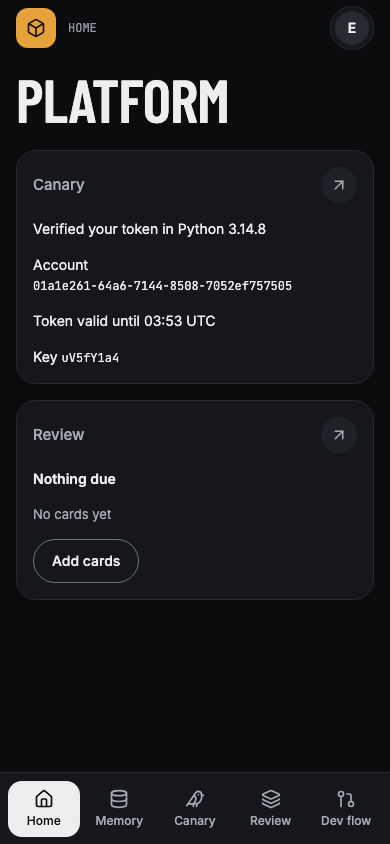 HOME
E
PLATFORM
Canary
Verified your token in Python 3.14.8
Account
01a1e261-64a6-7144-8508-7052ef757505
Token valid until 03:53 UTC
Key uV5fY1a4
Review
Nothing due
No cards yet
Add cards
Home
Memory
Canary
Review
Dev flow